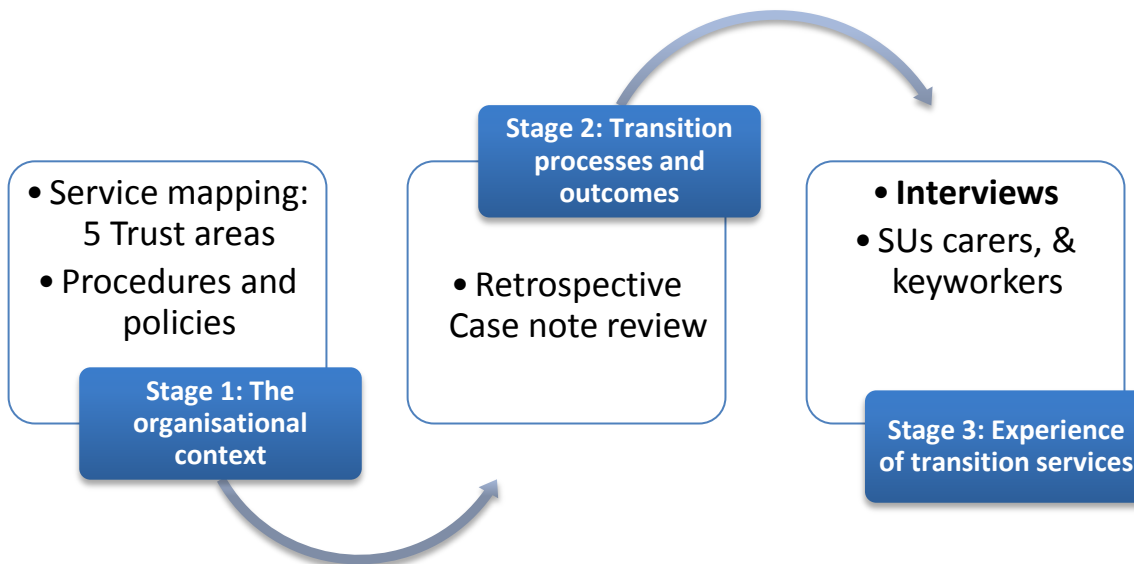 • Service mapping:
5 Trust areas
• Procedures and
policies
Stage 1: The
organisational
context
Stage 2: Transition
processes and
outcomes
• Retrospective
Case note review
• Interviews
• SUs carers, &
keyworkers
Stage 3: Experience
of transition services